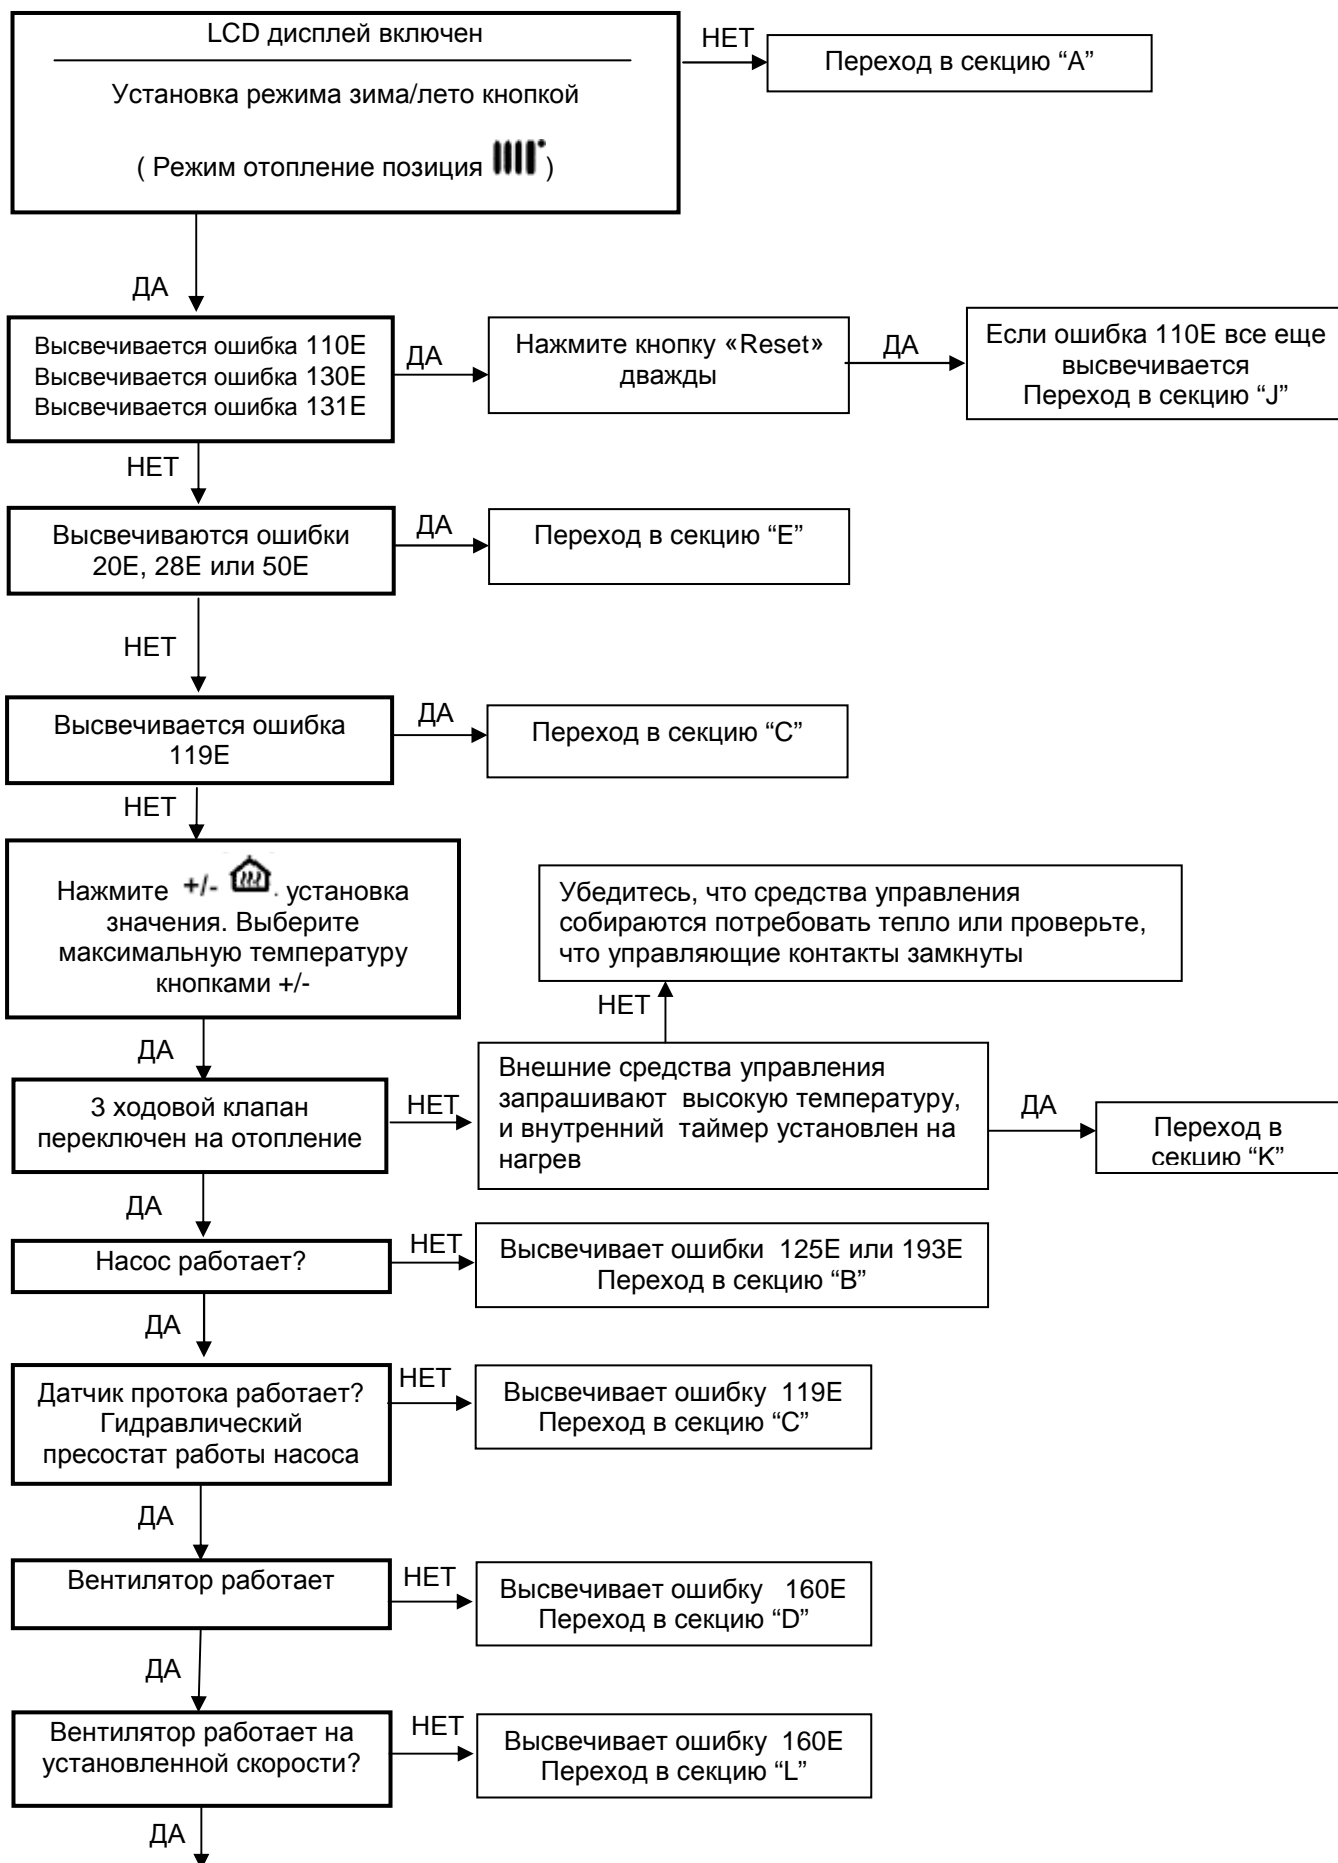 LCD дисплей включен
НЕТ
Переход в секцию “A”
Установка режима зима/лето кнопкой
( Режим отопление позиция )
ДА
Высвечивается ошибка 110E
Высвечивается ошибка 130E
Высвечивается ошибка 131E
ДА
Нажмите кнопку «Reset»
дважды
ДА
Если ошибка 110E все еще
высвечивается
Переход в секцию “J”
НЕТ
Высвечиваются ошибки
20E, 28E или 50E
ДА
Переход в секцию “E”
НЕТ
Высвечивается ошибка
119E
ДА
Переход в секцию “C”
НЕТ
Нажмите +/- . установка
значения. Выберите
максимальную температуру
кнопками +/-
Убедитесь, что средства управления
собираются потребовать тепло или проверьте,
что управляющие контакты замкнуты
НЕТ
ДА
3 ходовой клапан
переключен на отопление
НЕТ
Внешние средства управления
запрашивают высокую температуру,
и внутренний таймер установлен на
нагрев
ДА
Переход в
секцию “K”
ДА
Насос работает?
НЕТ
Высвечивает ошибки 125E или 193E
Переход в секцию “B”
ДА
Датчик протока работает?
Гидравлический
пресостат работы насоса
НЕТ
Высвечивает ошибку 119E
Переход в секцию “C”
ДА
Вентилятор работает
НЕТ
Высвечивает ошибку 160E
Переход в секцию “D”
ДА
Вентилятор работает на
установленной скорости?
НЕТ
Высвечивает ошибку 160E
Переход в секцию “L”
ДА